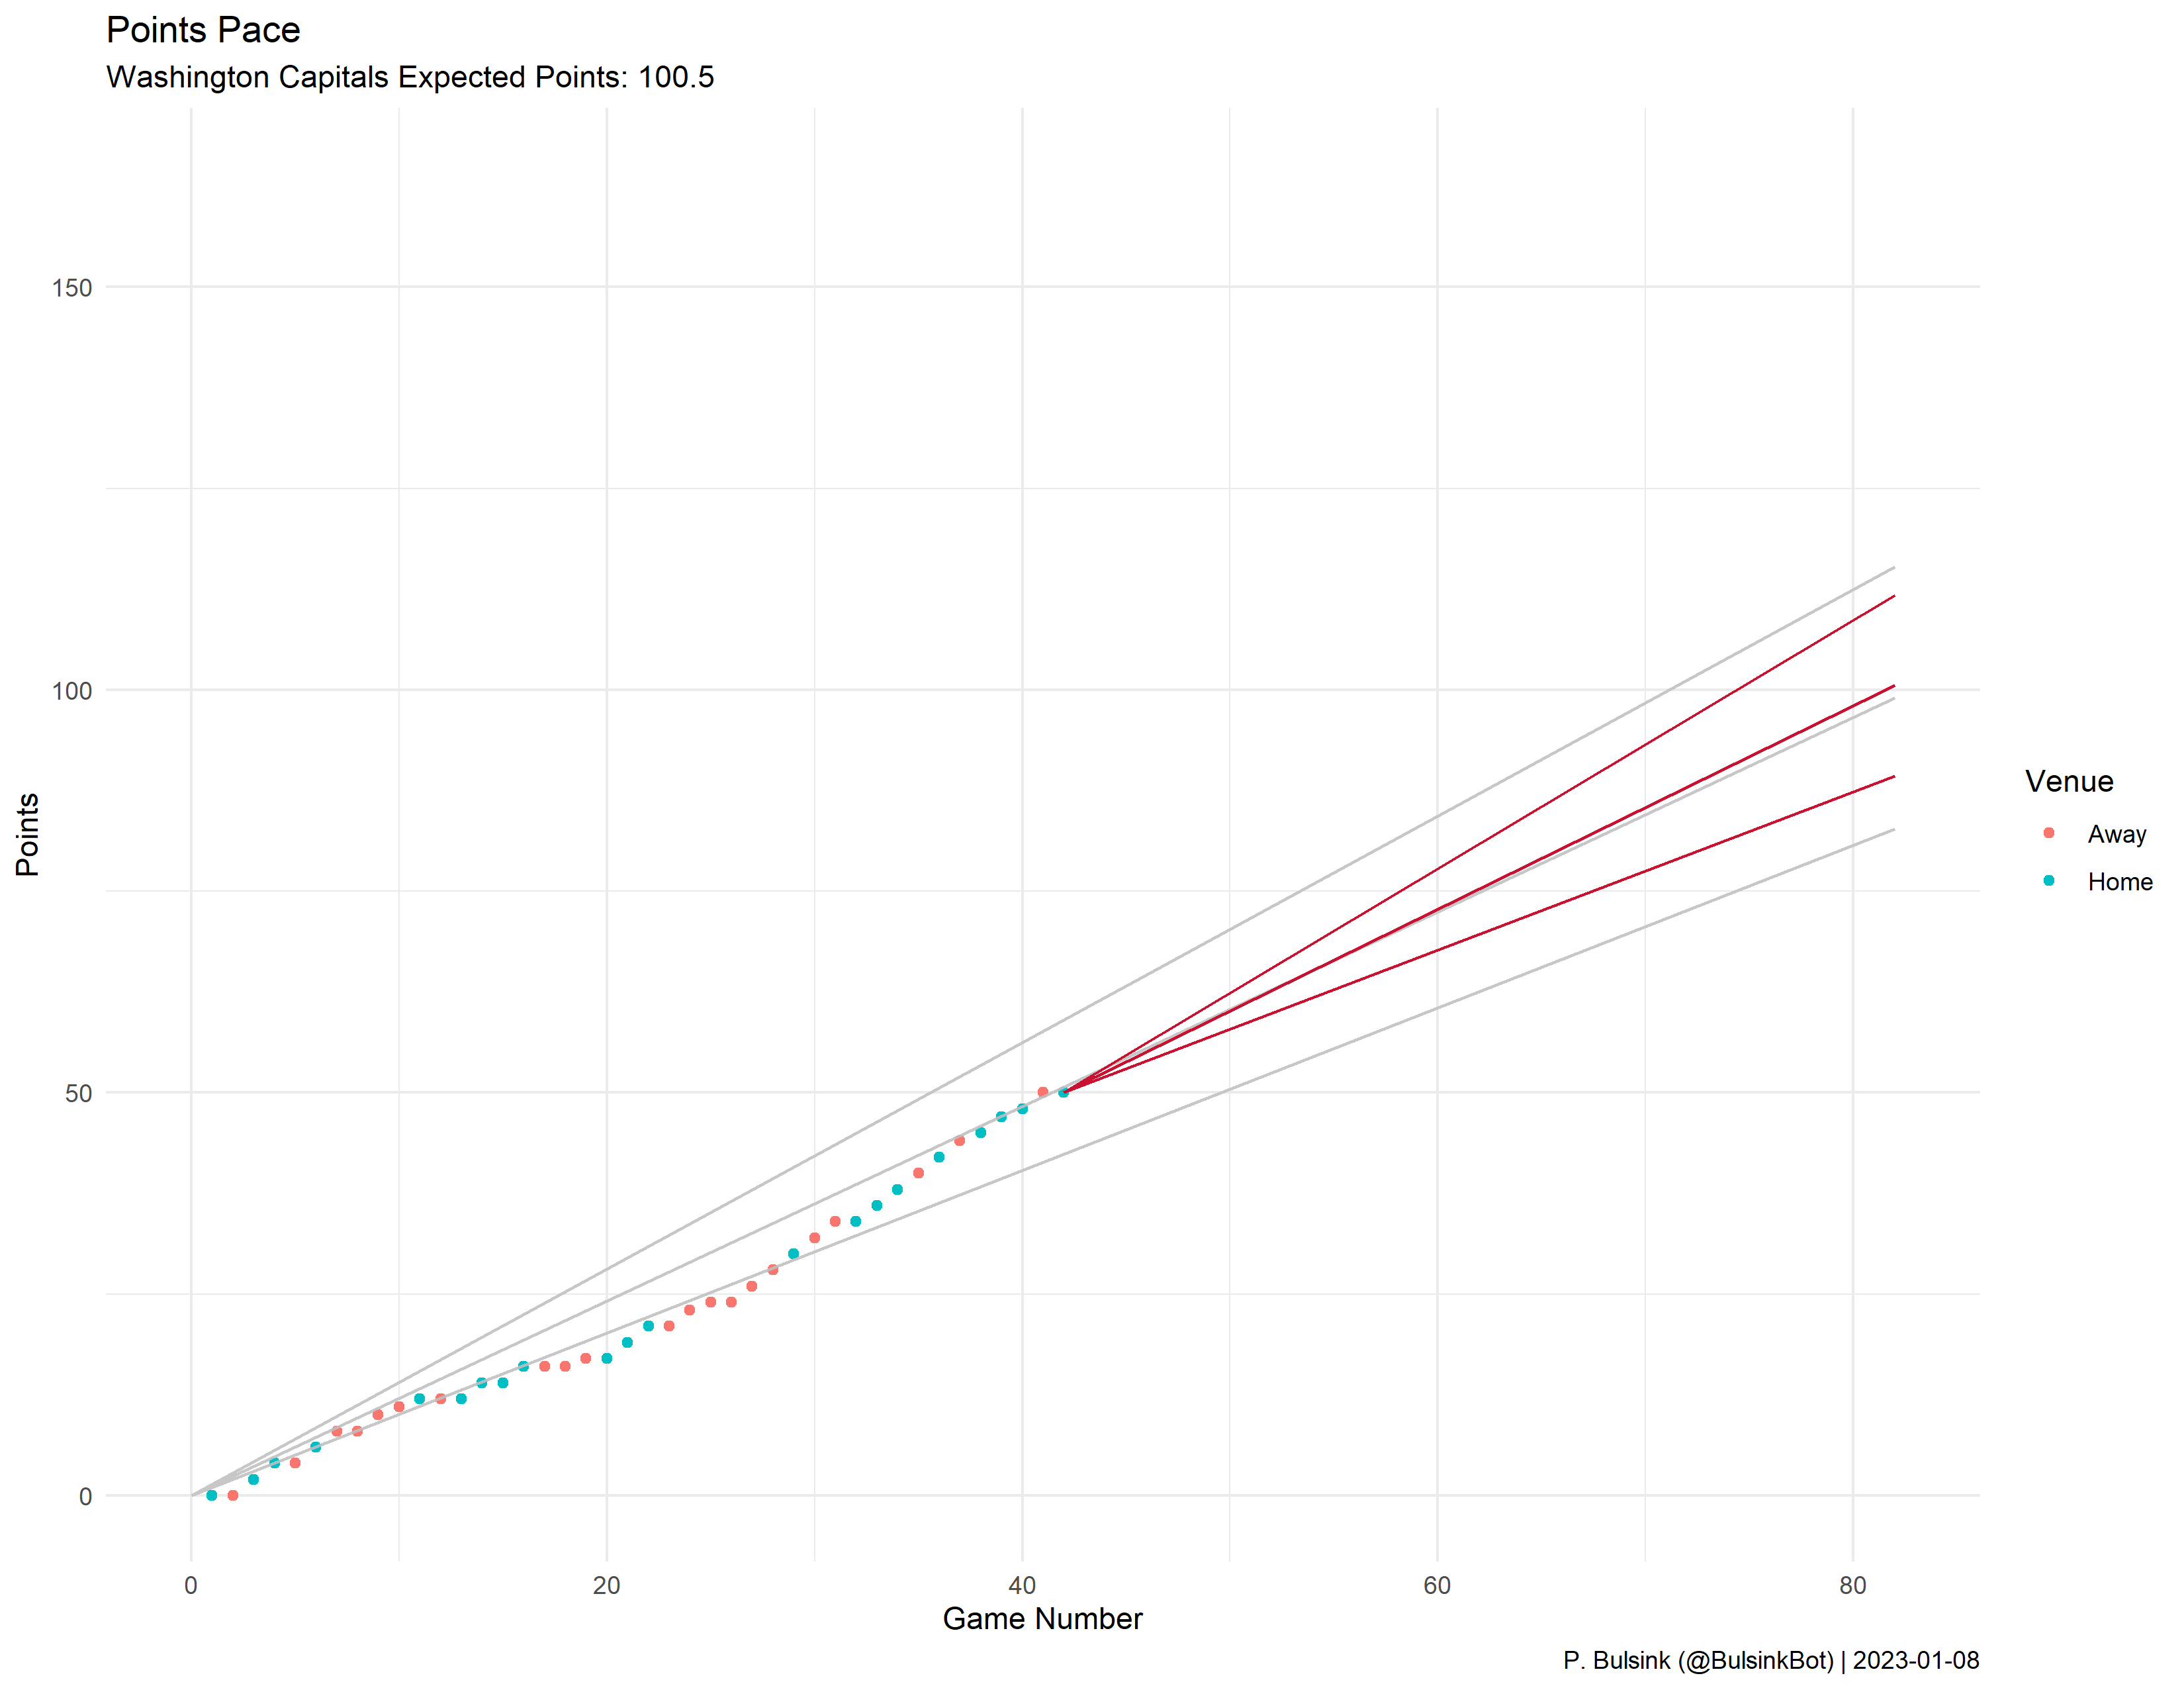 Points Pace
Washington Capitals Expected Points: 100.5
150
100
50
0
Points
0 20 40 60 80
Game Number
Venue
Away
Home
P. Bulsink (@BulsinkBot) | 2023-01-08